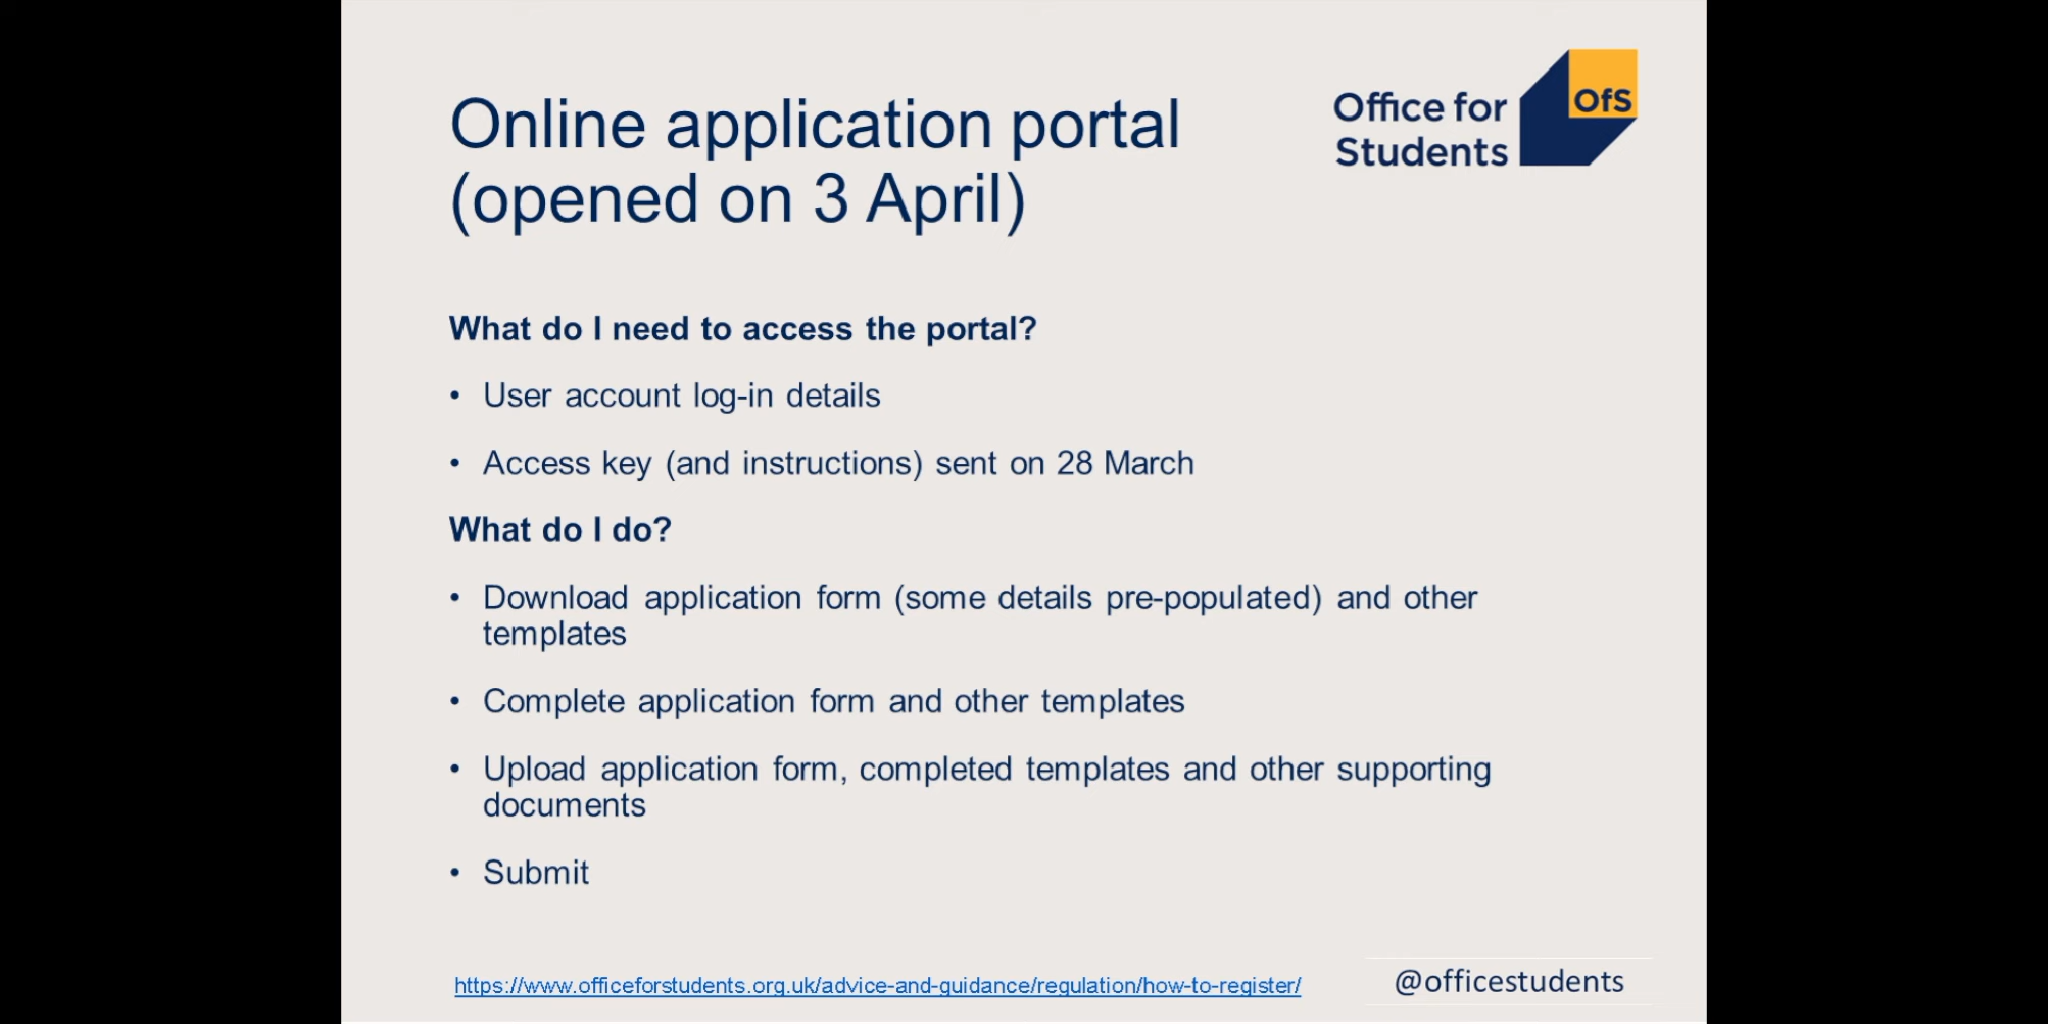 Online application portal
(opened on 3 April)
Office for
Students
OfS
What do I need to access the portal?
• User account log-in details
• Access key (and instructions) sent on 28 March
What do I do?
• Download application form (some details pre-populated) and other
templates
• Complete application form and other templates
• Upload application form, completed templates and other supporting
documents
• Submit
https://www.officeforstudents.org.uk/advice-and-guidance/regulation/how-to-register/
@officestudents